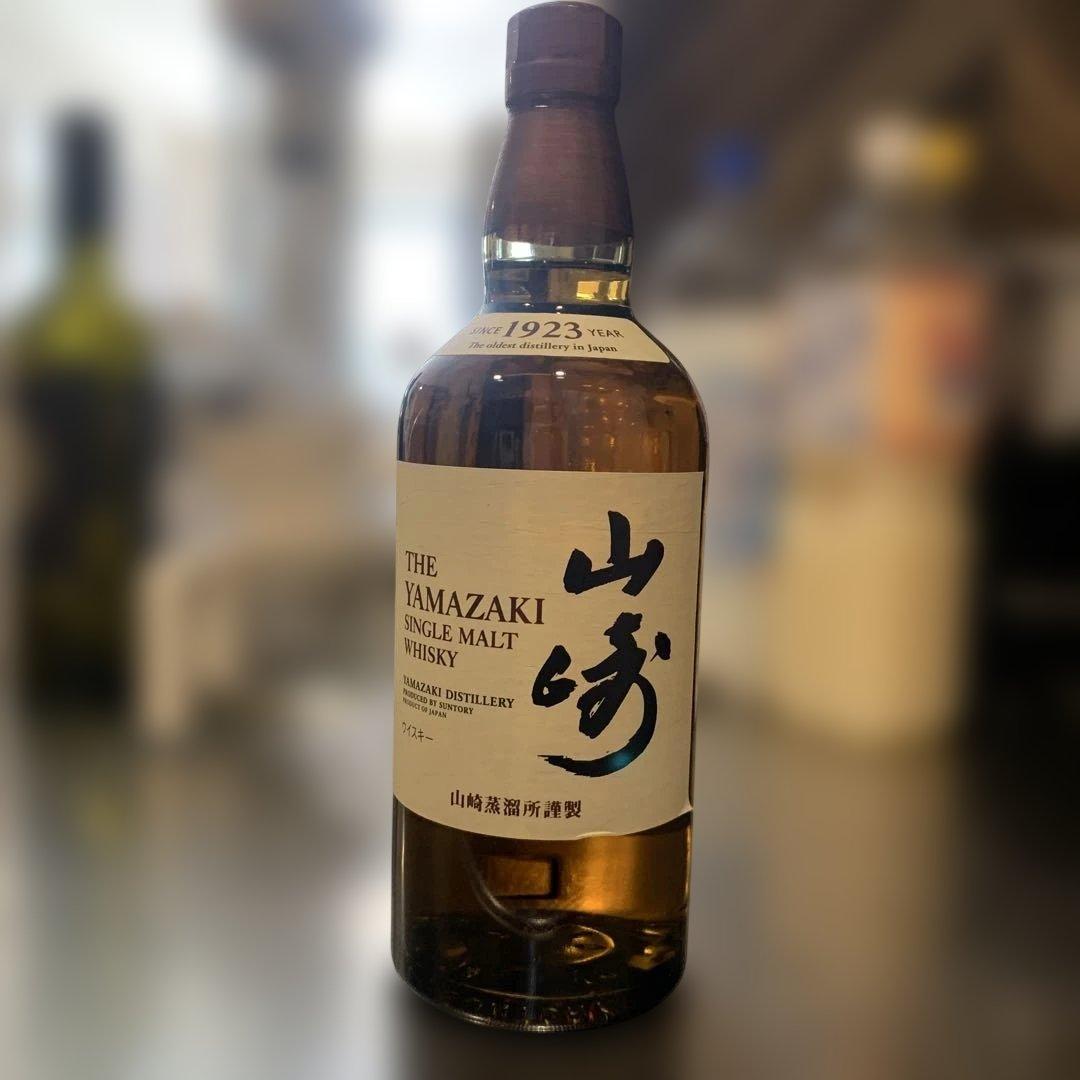 SINCE 1923 YEAR
The oldest distillery in Japan
THE
YAMAZAKI
SINGLE MALT
WHISKY
山崎
YAMAZAKI DISTILLERY
PRODUCED BY SUNTORY
PRODUCT OF JAPAN
ウイスキー
山崎蒸溜所謹製